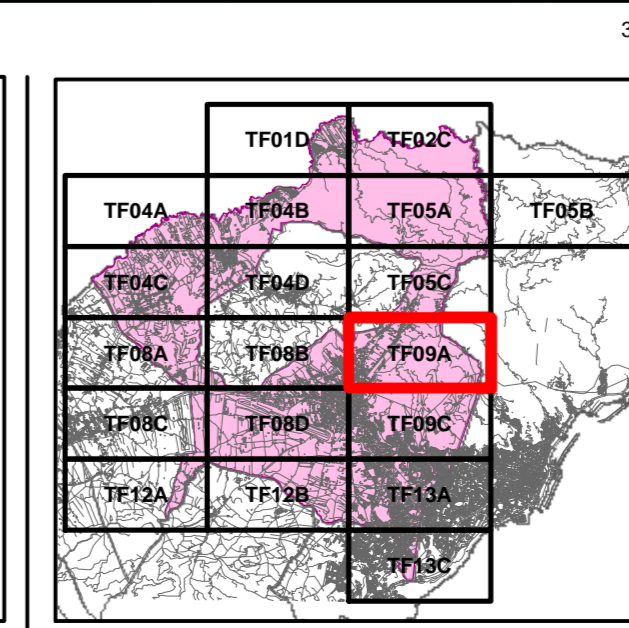 3
TF01D TF02C
TF04A TF04B TF05A TF05B
TF04C TF04D TF05C
TF08A TF08B TF09A
TF08C TF08D TF09C
TF12A TF12B TF13A
TF13C